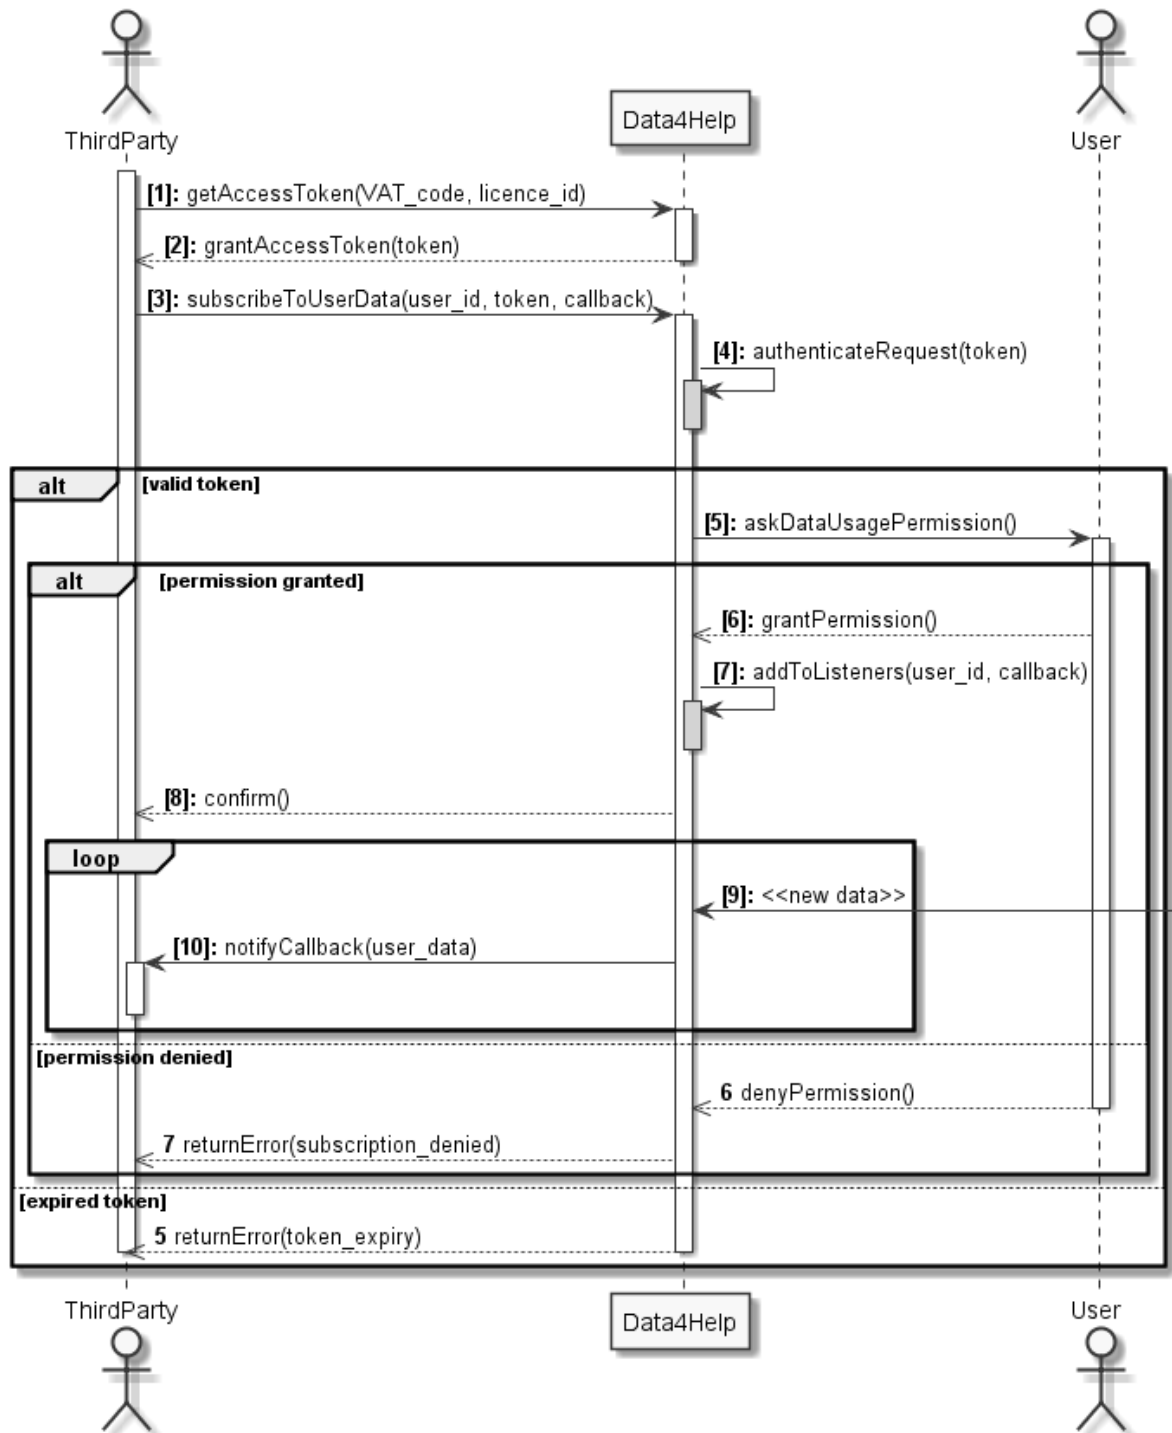 ThirdParty
Data4Help
User
[1]: getAccessToken(VAT_code, licence_id)
[2]: grantAccessToken(token)
[3]: subscribeToUserData(user_id, token, callback)
[4]: authenticateRequest(token)
alt
[valid token]
[5]: askDataUsagePermission()
alt
[permission granted]
[6]: grantPermission()
[7]: addToListeners(user_id, callback)
[8]: confirm()
loop
[9]: <<new data>>
[10]: notifyCallback(user_data)
[permission denied]
6 denyPermission()
7 returnError(subscription_denied)
[expired token]
5 returnError(token_expiry)
ThirdParty
Data4Help
User